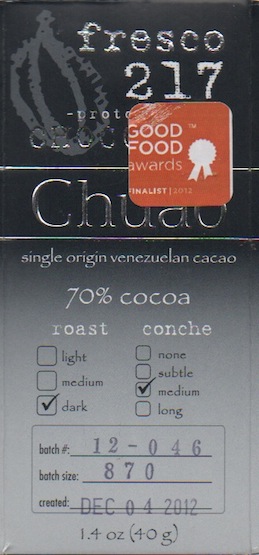 fresco
217
GOOD ™
FOOD
awards
FINALIST | 2012
Chuao
single origin venezuelan cacao
70% cocoa
roast conche
light
medium
dark
none
subtle
medium
long
batch #: 12-046
batch size: 870
created: DEC 04 2012
1.4 oz (40 g)